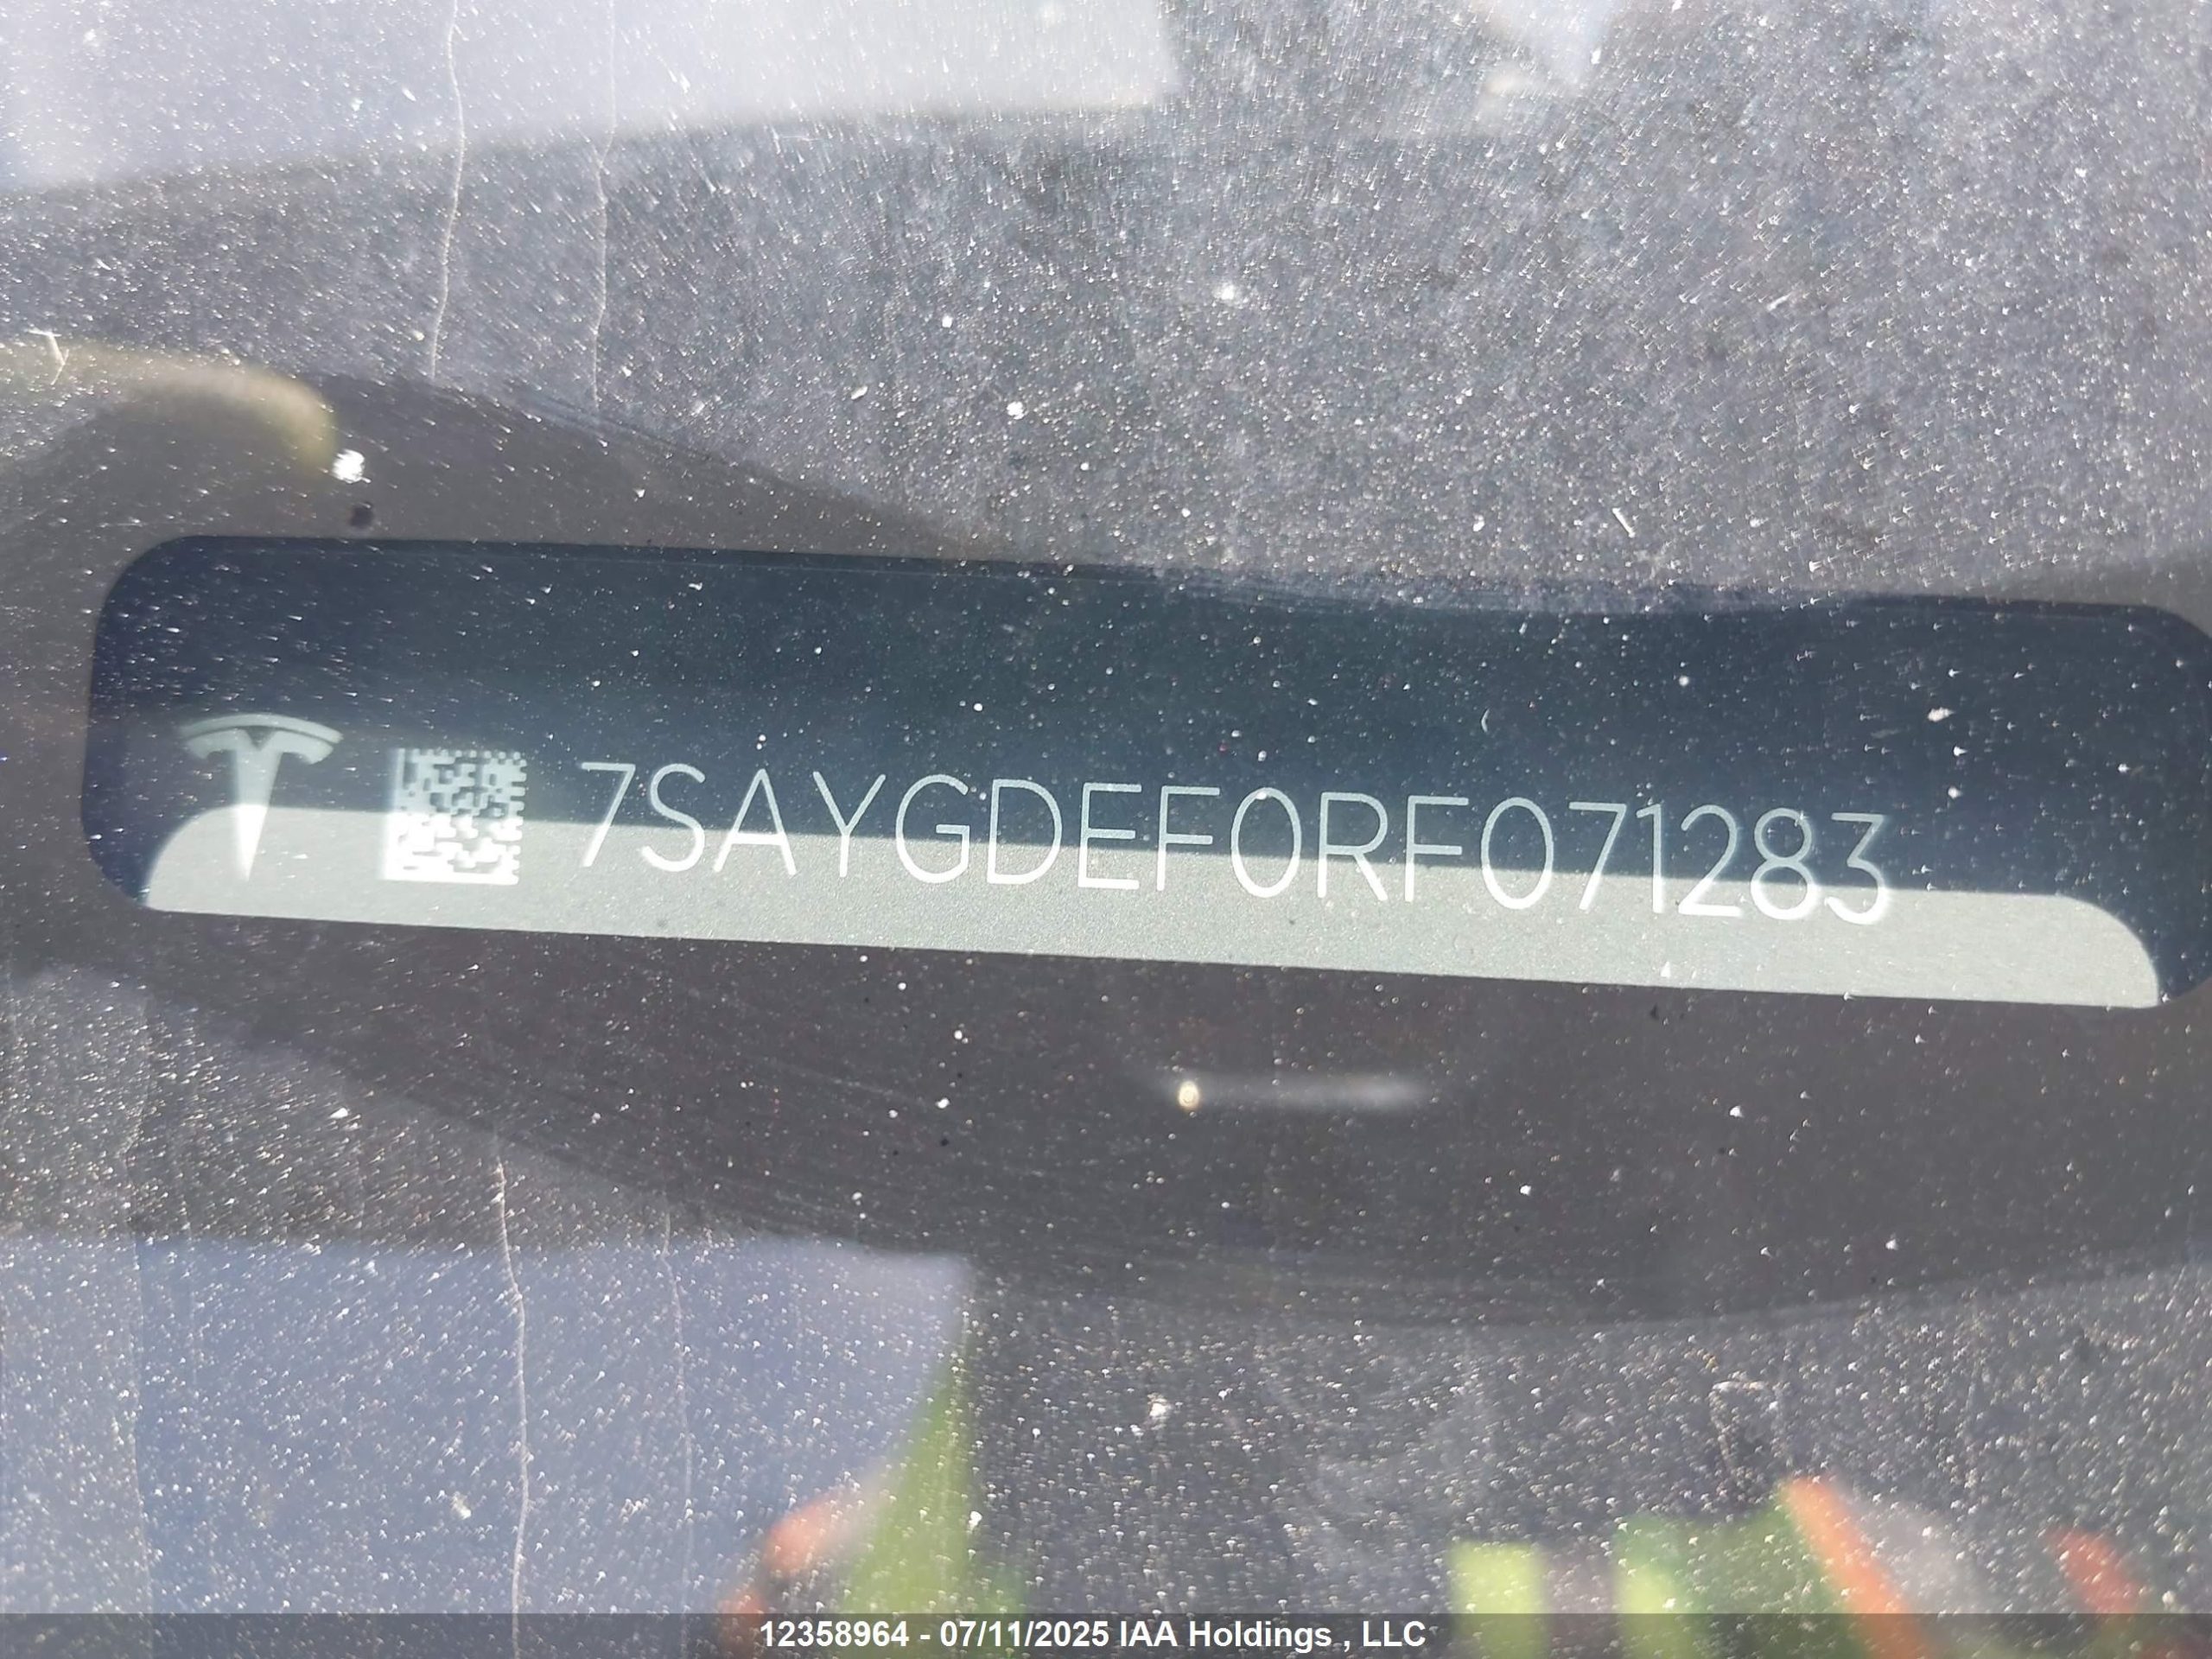 7SAYGDEF0RF071283
12358964 - 07/11/2025 IAA Holdings , LLC